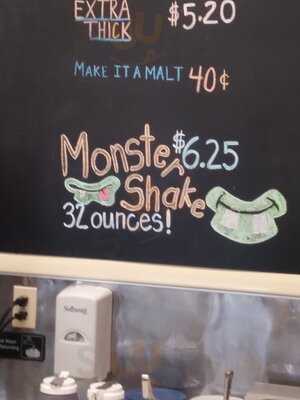 EXTRA
THICK $5.20
MAKE IT A MALT 40¢
Monster $6.25
Shake
32 ounces!